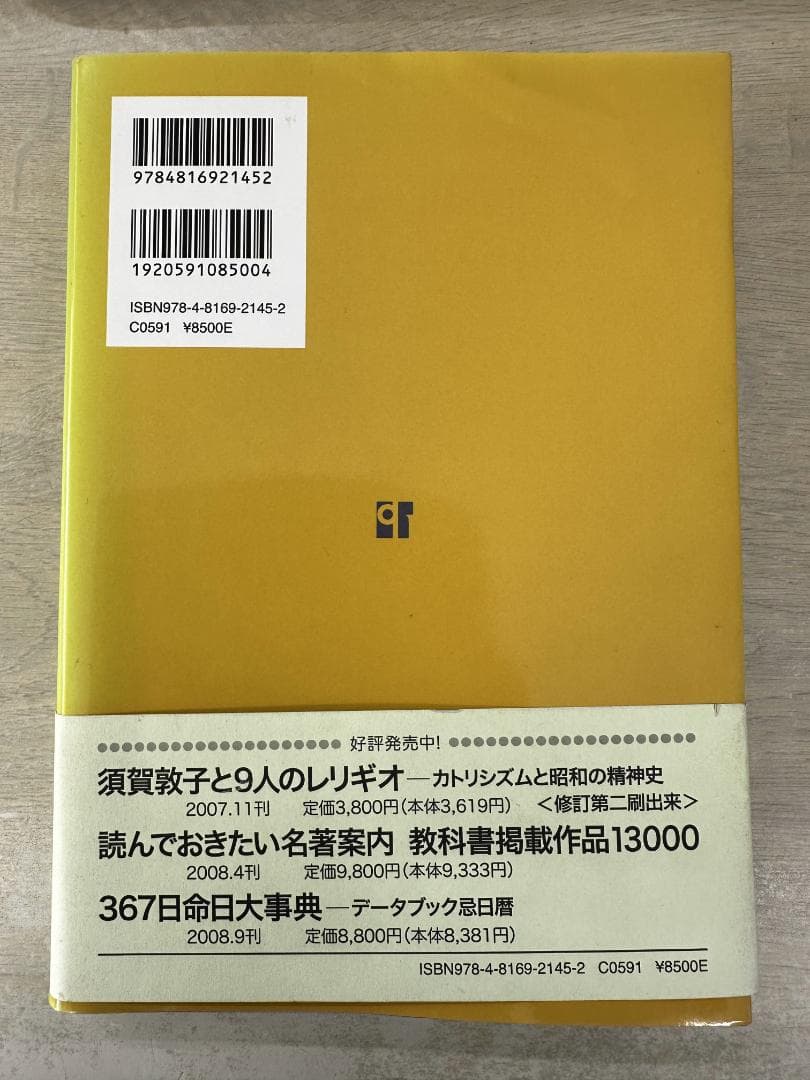 9784816921452
1920591085004
ISBN978-4-8169-2145-2
C0591 ¥8500E
好評発売中!
須賀敦子と9人のレリギオ―カトリシズムと昭和の精神史
2007.11刊 定価3,800円(本体3,619円) <修訂第二刷出来>
読んでおきたい名著案内 教科書掲載作品13000
2008.4刊 定価9,800円(本体9,333円)
367日命日大事典―データブック忌日暦
2008.9刊 定価8,800円(本体8,381円)
ISBN978-4-8169-2145-2 C0591 ¥8500E